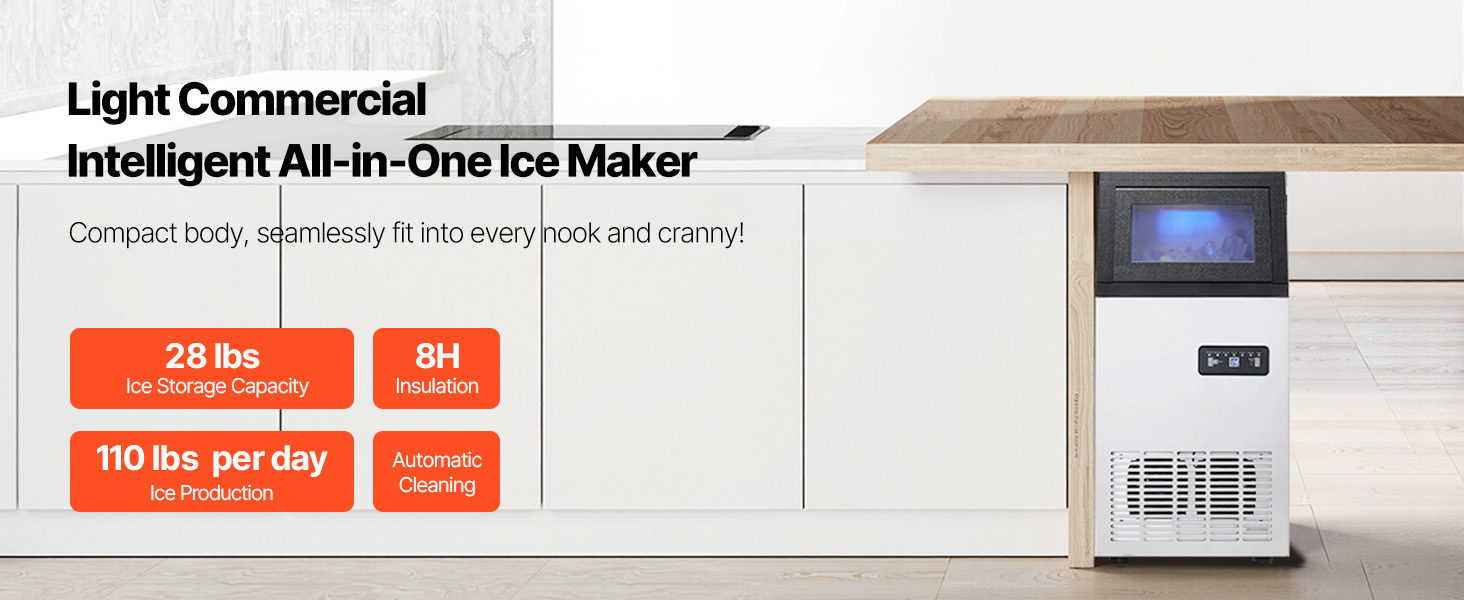 Light Commercial
Intelligent All-in-One Ice Maker
Compact body, seamlessly fit into every nook and cranny!
28 lbs
Ice Storage Capacity
8H
Insulation
110 lbs per day
Ice Production
Automatic
Cleaning